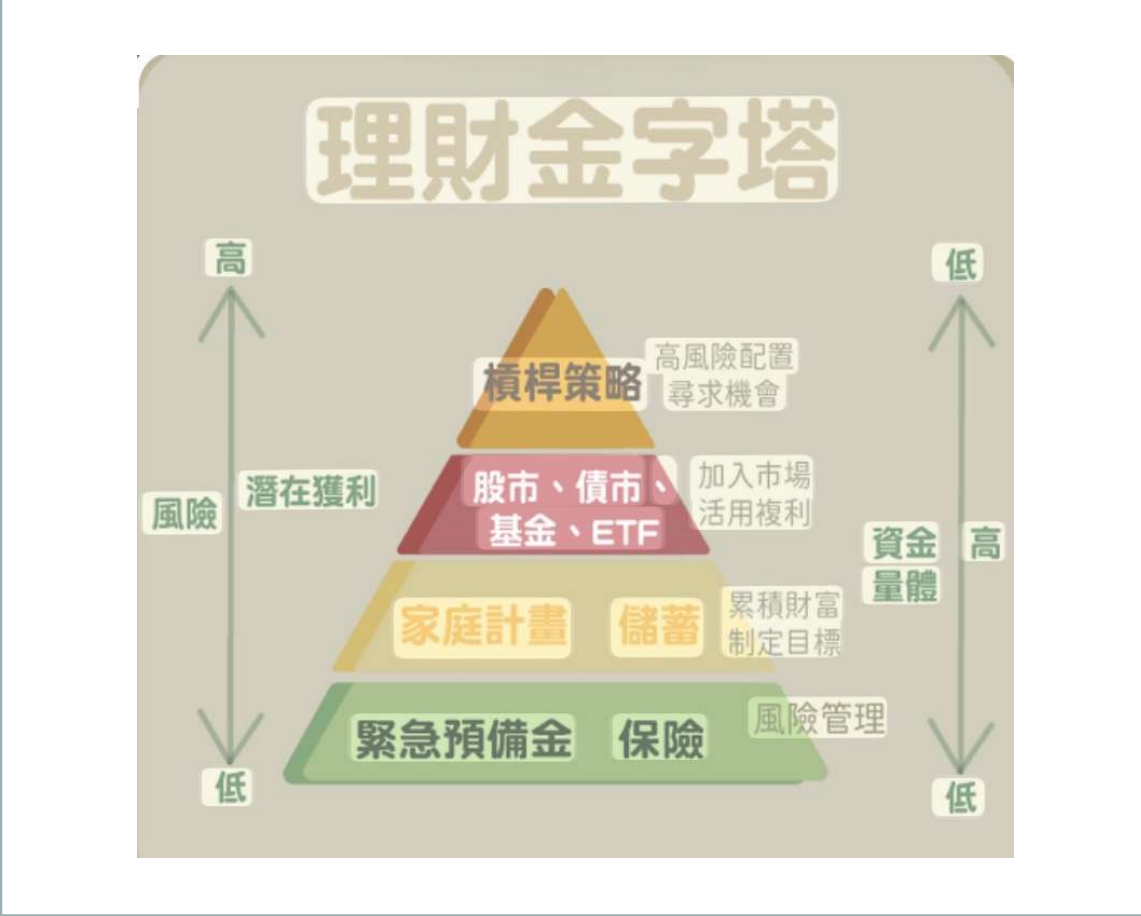 理財金字塔
高
低
槓桿策略
高風險配置
尋求機會
股市、債市、
基金、ETF
加入市場
活用複利
潛在獲利
風險
資金
量體
高
家庭計畫
儲蓄
累積財富
制定目標
緊急預備金
保險
風險管理
低
低